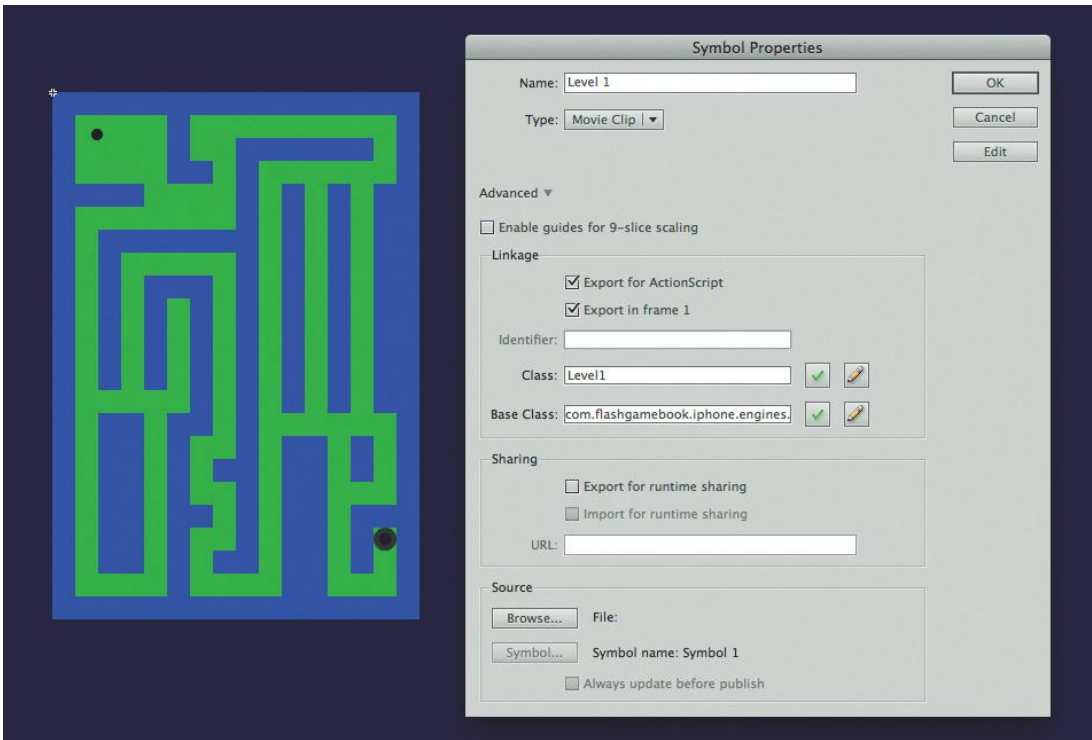 Symbol Properties
Name: Level 1
OK
Type: Movie Clip
Cancel
Edit
Advanced
Enable guides for 9-slice scaling
Linkage
Export for ActionScript
Export in frame 1
Identifier:
Class: Level1
Base Class: com.flashgamebook.iphone.engines.
Sharing
Export for runtime sharing
Import for runtime sharing
URL:
Source
Browse... File:
Symbol... Symbol name: Symbol 1
Always update before publish